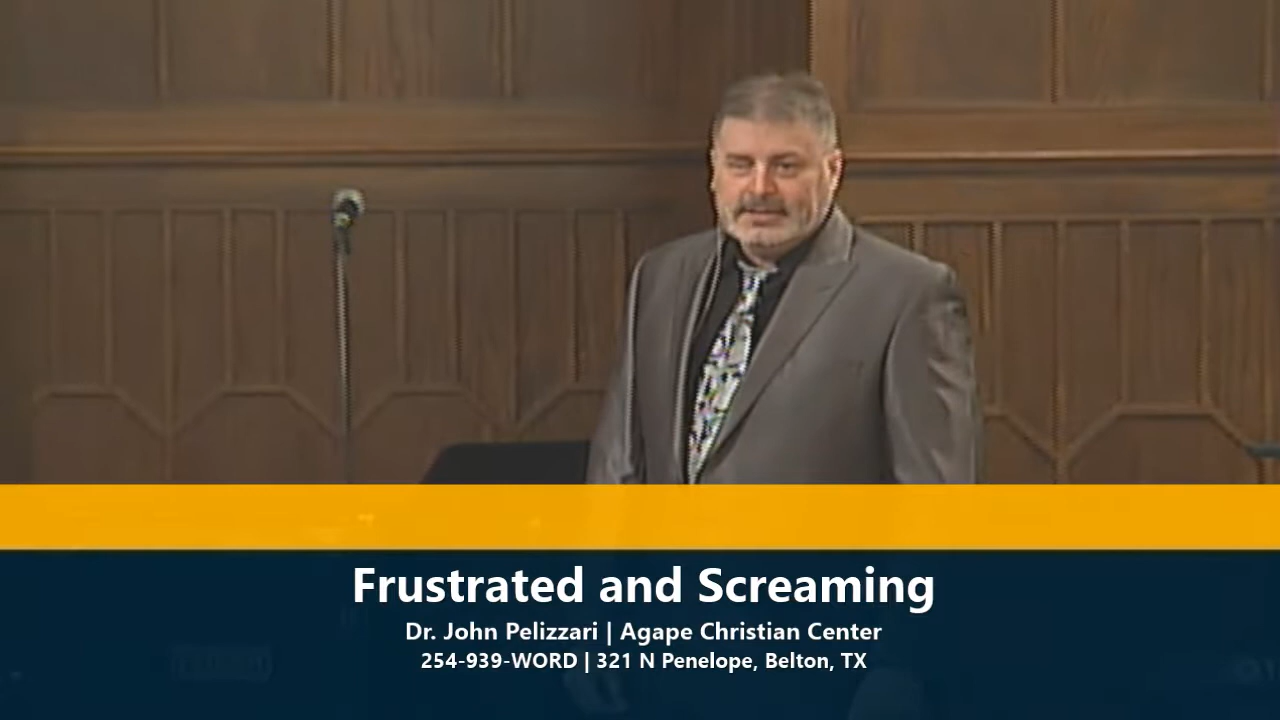 Frustrated and Screaming
Dr. John Pelizzari | Agape Christian Center
254-939-WORD | 321 N Penelope, Belton, TX